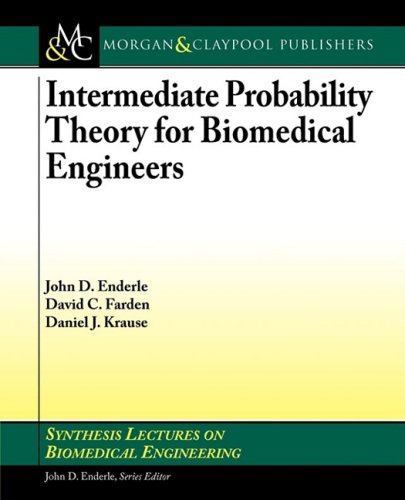 M
&C
MORGAN&CLAYPOOL PUBLISHERS
Intermediate Probability
Theory for Biomedical
Engineers
John D. Enderle
David C. Farden
Daniel J. Krause
SYNTHESIS LECTURES ON
BIOMEDICAL ENGINEERING
John D. Enderle, Series Editor